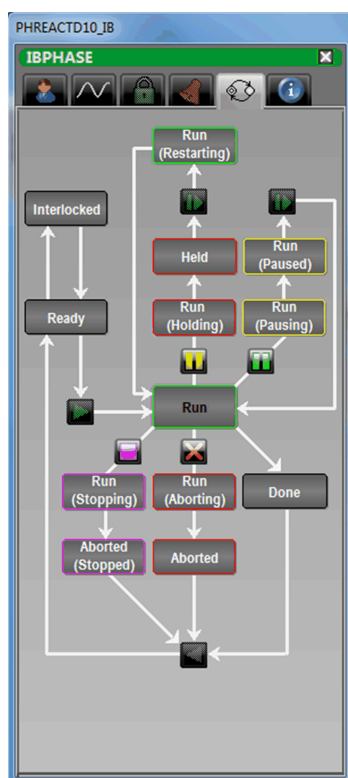 PHREACTD10_IB
IBPHASE
Run
(Restarting)
Interlocked
Held
Run
(Paused)
Ready
Run
(Holding)
Run
(Pausing)
Run
Run
(Stopping)
Run
(Aborting)
Done
Aborted
(Stopped)
Aborted